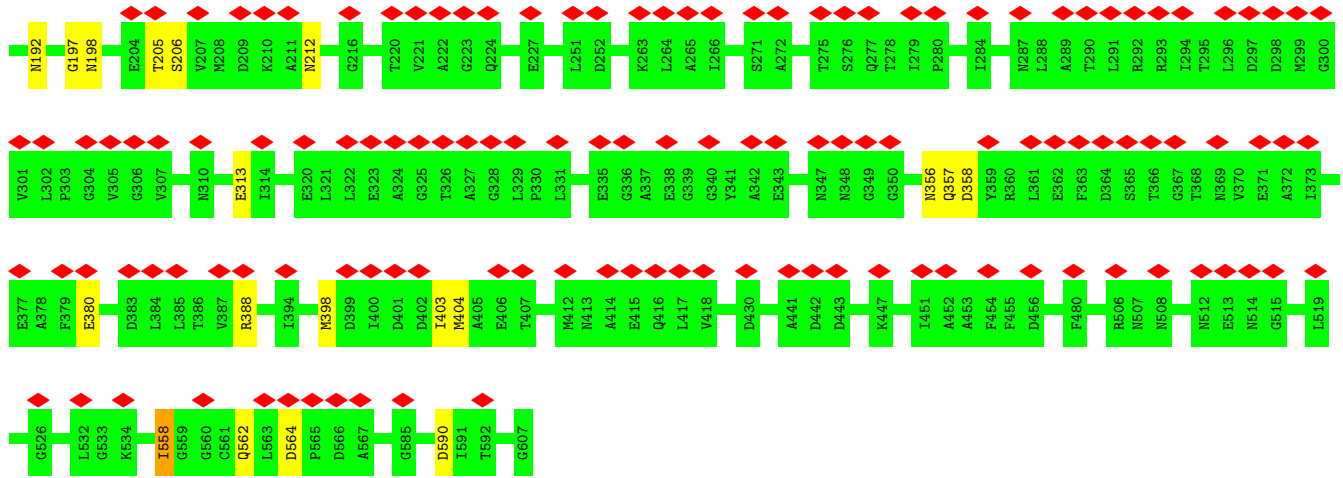 N192 G197 N198 E204 T205 S206 V207 M208 D209 K210 A211 N212 G216 T220 V221 A222 G223 Q224 E227 L251 D252 K263 L264 A265 I266 S271 A272 T275 S276 Q277 T278 I279 P280 I284 N287 L288 A289 T290 L291 R292 R293 I294 T295 L296 D297 D298 M299 G300
V301 L302 P303 G304 V305 G306 V307 N310 E313 I314 E320 L321 L322 E323 A324 G325 T326 A327 G328 L329 P330 L331 E335 G336 A337 E338 G339 G340 Y341 A342 E343 N347 N348 G349 G350 N356 Q357 D358 Y359 R360 L361 E362 F363 D364 S365 T366 G367 T368 N369 V370 E371 A372 I373
E377 A378 F379 E380 D383 L384 L385 T386 V387 R388 I394 M398 D399 I400 D401 D402 I403 M404 A405 E406 T407 M412 N413 A414 E415 Q416 L417 V418 D430 A441 D442 D443 K447 I451 A452 A453 F454 F455 D456 F480 R506 N507 N508 N512 E513 N514 G515 L519
G526 L532 G533 K534 I558 G559 G560 C561 Q562 L563 D564 P565 D566 A567 G585 D590 I591 T592 G607